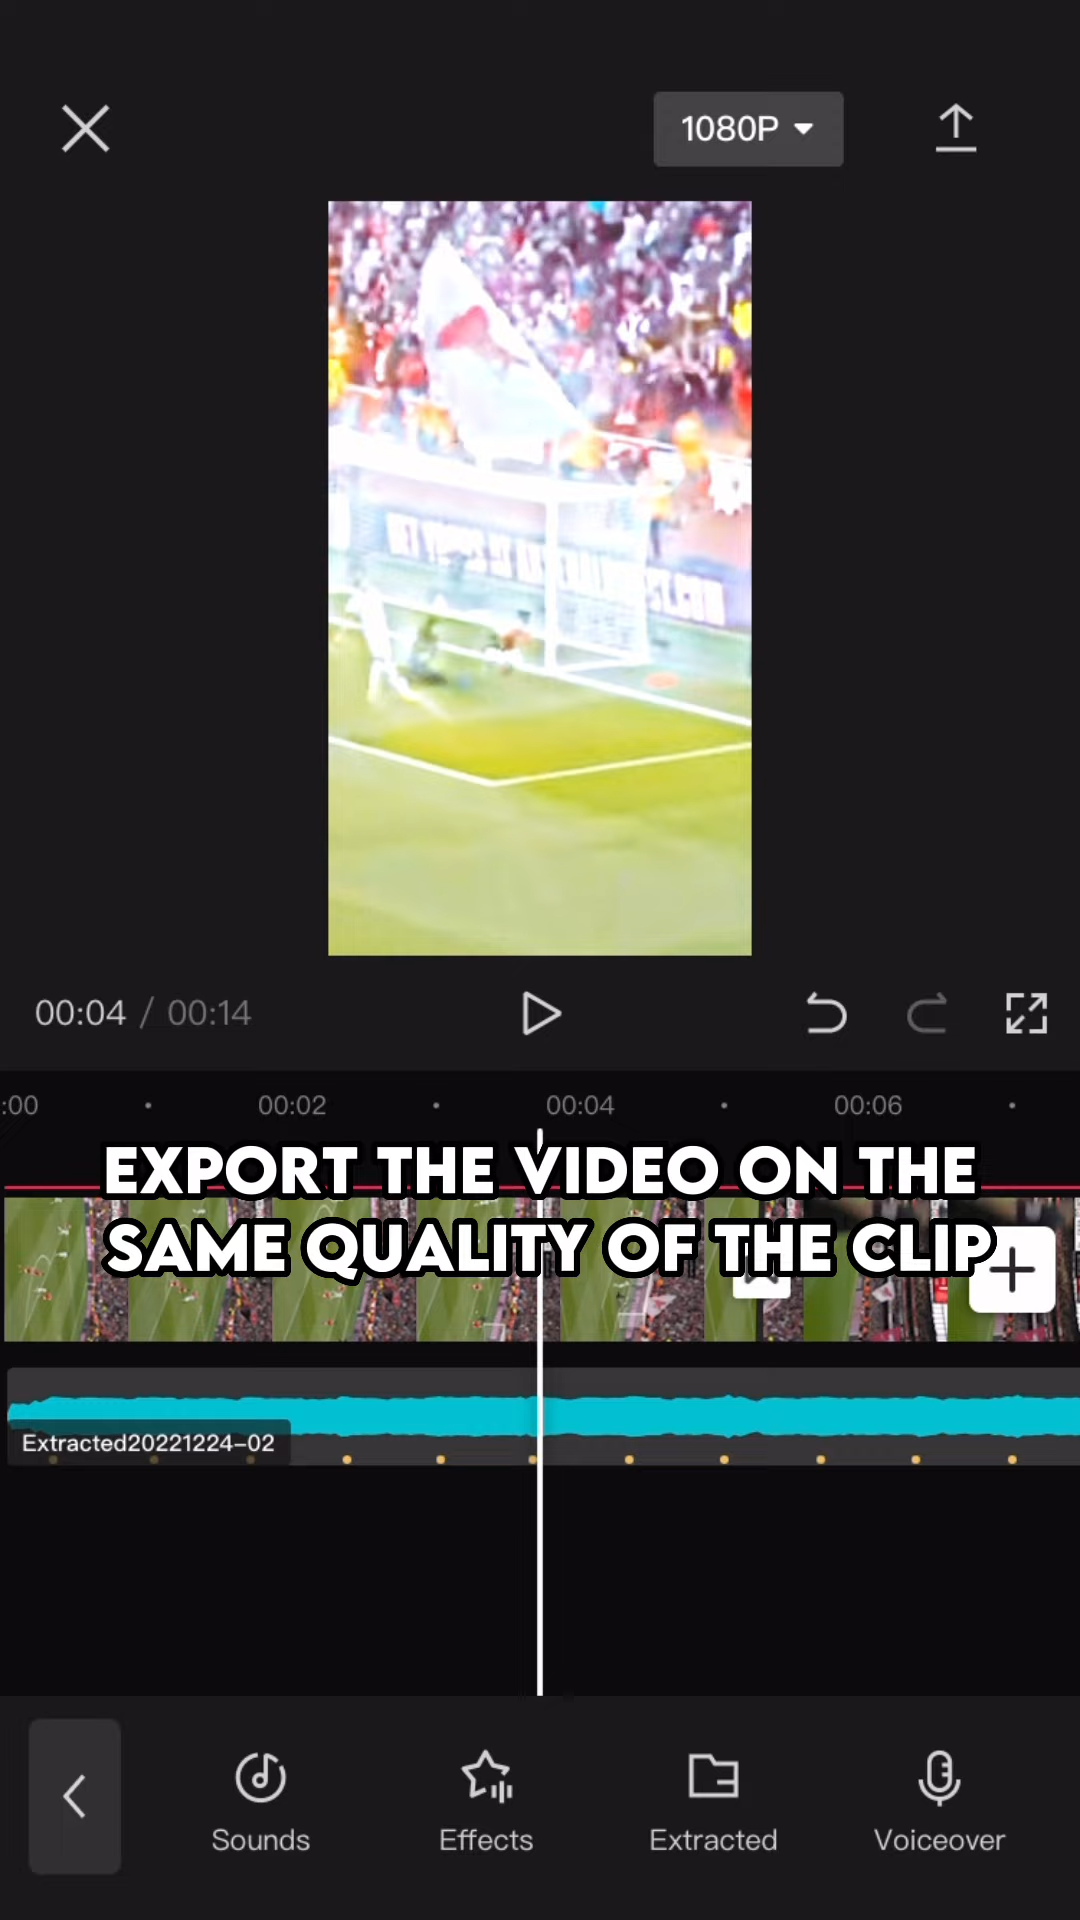 1080P
00:04 / 00:14
:00 00:02 00:04 00:06
EXPORT THE VIDEO ON THE
SAME QUALITY OF THE CLIP
Extracted20221224-02
Sounds Effects Extracted Voiceover